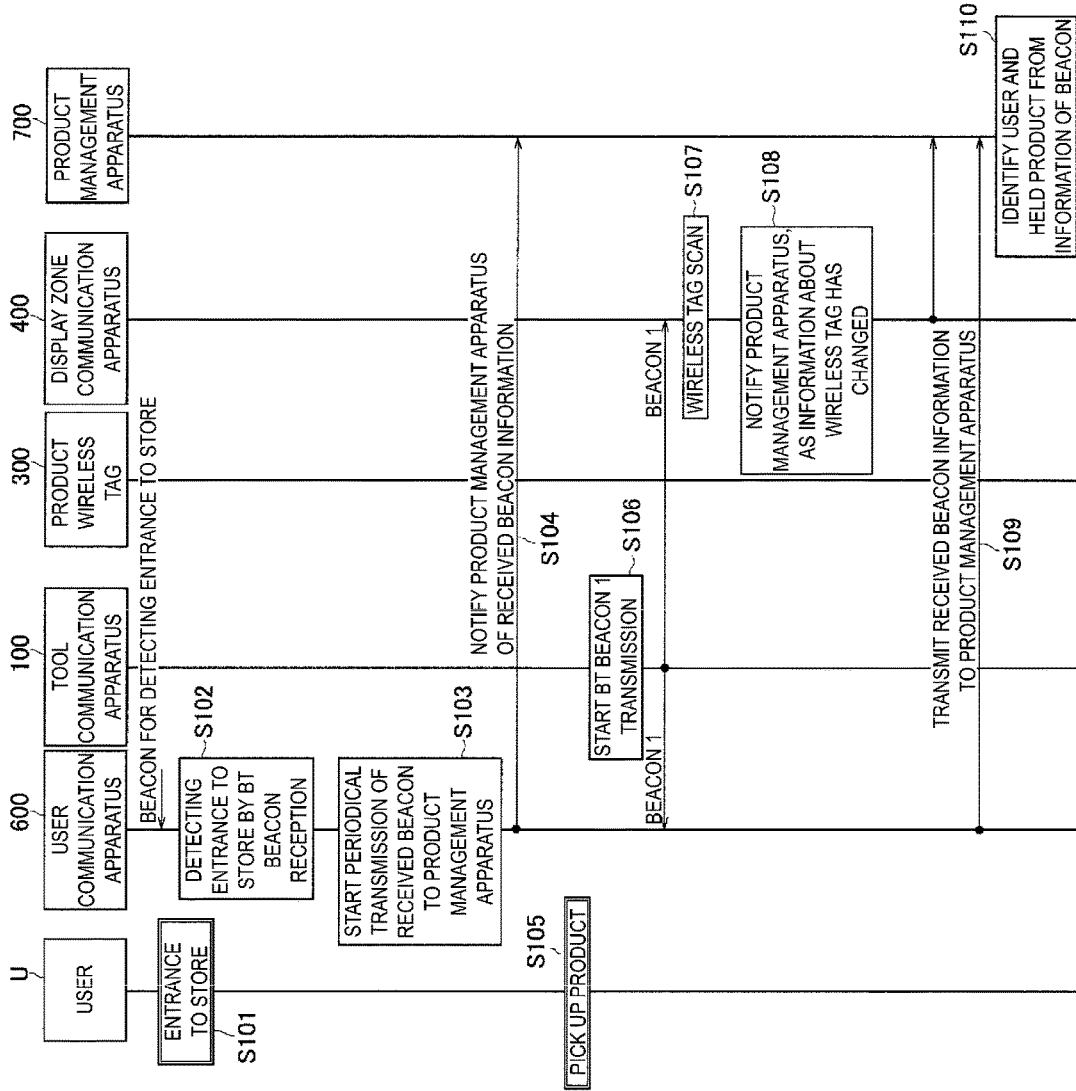 U
USER
600
USER
COMMUNICATION
APPARATUS
100
TOOL
COMMUNICATION
APPARATUS
300
PRODUCT
WIRELESS
TAG
400
DISPLAY ZONE
COMMUNICATION
APPARATUS
700
PRODUCT
MANAGEMENT
APPARATUS
ENTRANCE
TO STORE
S101
BEACON FOR DETECTING ENTRANCE TO STORE
DETECTING
ENTRANCE TO
STORE BY BT
BEACON
RECEPTION
S102
START PERIODICAL
TRANSMISSION OF
RECEIVED BEACON
TO PRODUCT
MANAGEMENT
APPARATUS
S103
NOTIFY PRODUCT MANAGEMENT APPARATUS
OF RECEIVED BEACON INFORMATION
S104
PICK UP PRODUCT
S105
START BT BEACON 1
TRANSMISSION
S106
BEACON 1
BEACON 1
WIRELESS TAG SCAN
S107
NOTIFY PRODUCT
MANAGEMENT APPARATUS,
AS INFORMATION ABOUT
WIRELESS TAG HAS
CHANGED
S108
TRANSMIT RECEIVED BEACON INFORMATION
TO PRODUCT MANAGEMENT APPARATUS
S109
IDENTIFY USER AND
HELD PRODUCT FROM
INFORMATION OF BEACON
S110